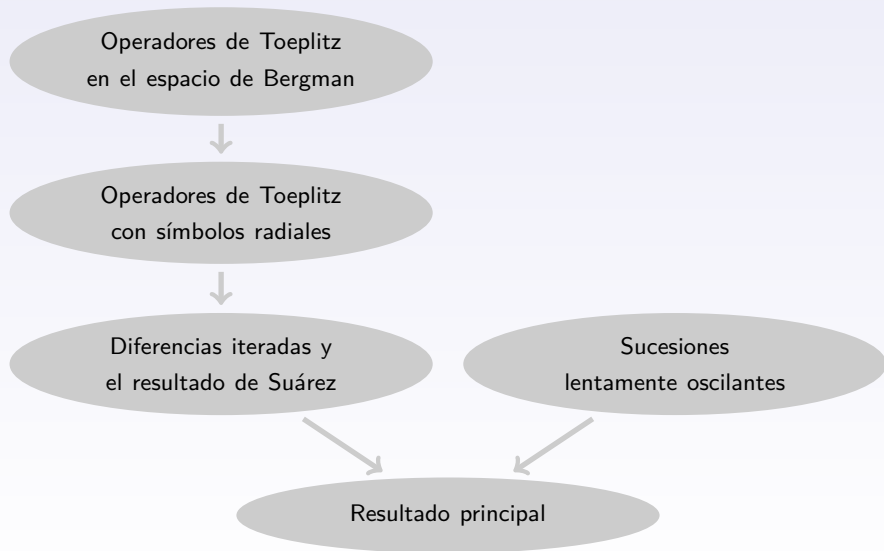 Operadores de Toeplitz
en el espacio de Bergman
Operadores de Toeplitz
con símbolos radiales
Diferencias iteradas y
el resultado de Suárez
Sucesiones
lentamente oscilantes
Resultado principal